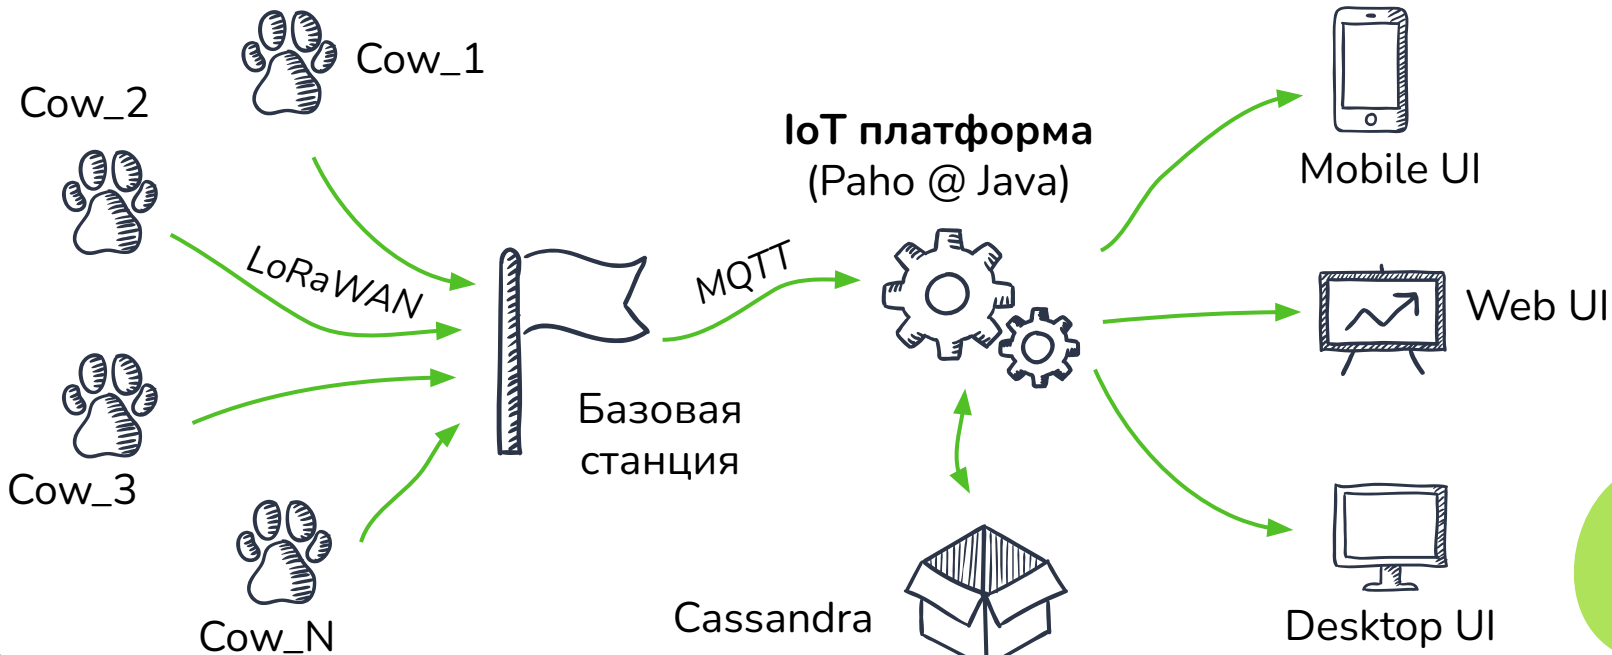 Cow_1
Cow_2
LoRaWAN
Cow_3
Cow_N
Базовая
станция
MQTT
IoT платформа
(Paho @ Java)
Cassandra
Mobile UI
Web UI
Desktop UI